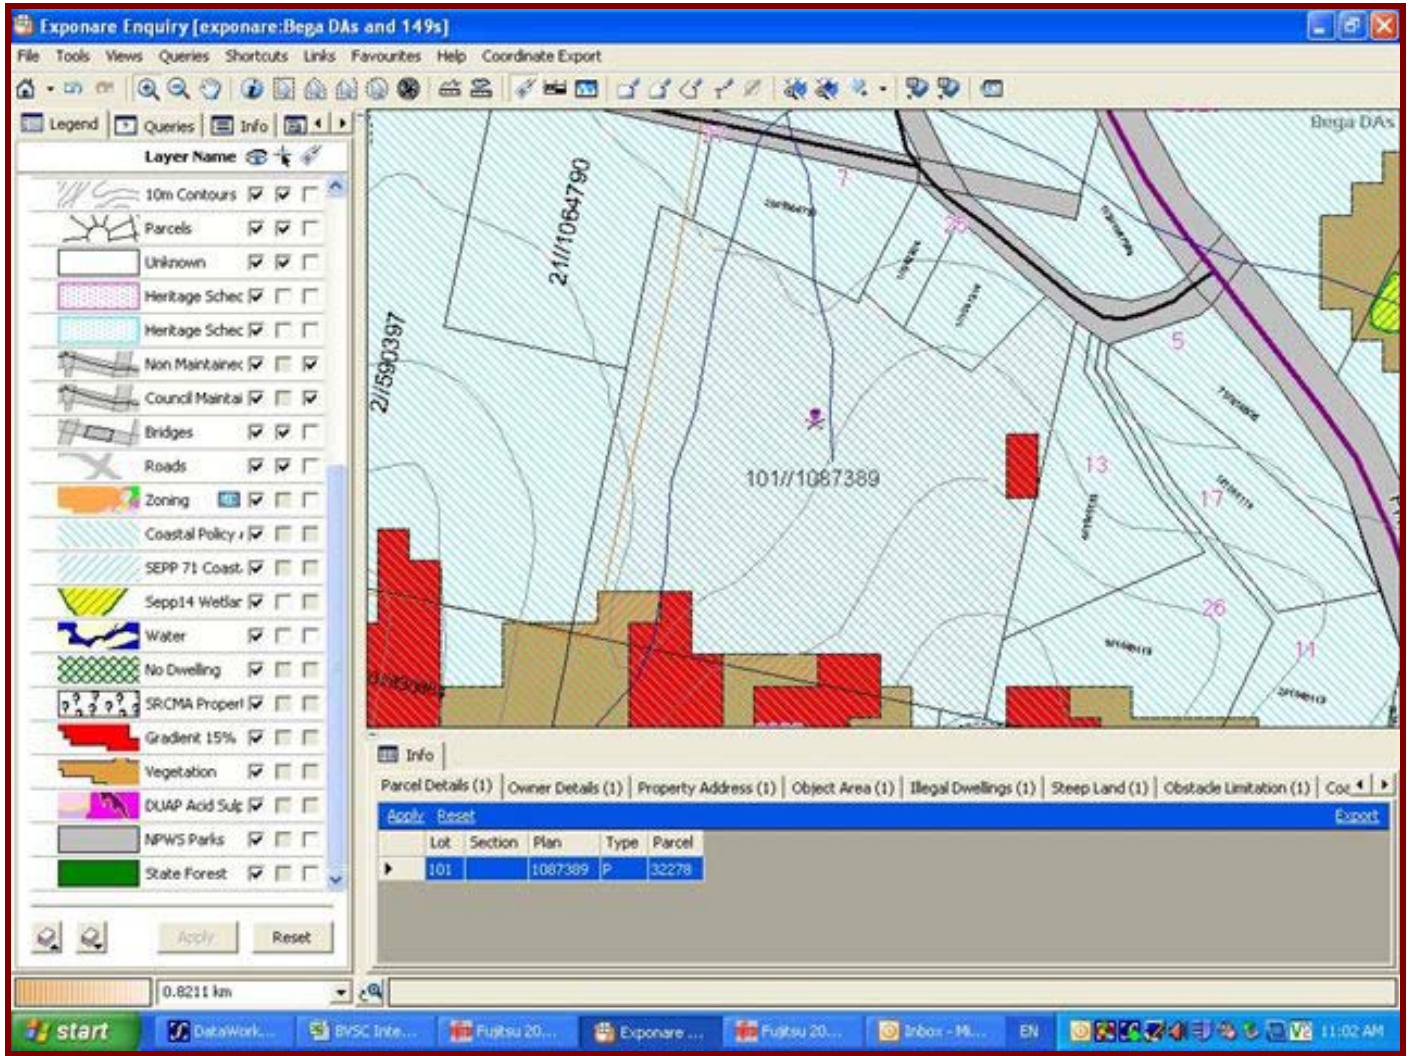 Exponare Enquiry [exponare:Bega DAs and 149s]
File Tools Views Queries Shortcuts Links Favourites Help Coordinate Export
Legend Queries Info
Layer Name
10m Contours
Parcels
Unknown
Heritage Schec
Heritage Schec
Non Maintained
Council Maintai
Bridges
Roads
Zoning
Coastal Policy
SEPP 71 Coast
Sepp14 Wetlar
Water
No Dwelling
SRCMA Propert
Gradient 15%
Vegetation
DUAP Acid Sulp
NPWS Parks
State Forest
Apply Reset
0.8211 km
Bega DAs
7
21//1064790
25
2//590397
5
101//1087389
13
17
26
11
Info
Parcel Details (1) Owner Details (1) Property Address (1) Object Area (1) Illegal Dwellings (1) Steep Land (1) Obstacle Limitation (1)
Apply Reset Export
Lot Section Plan Type Parcel
101 1087389 P 32278
start DataWork... BVSC Inte... Fujitsu 20... Exponare ... Fujitsu 20... Inbox - Mi... EN 11:02 AM